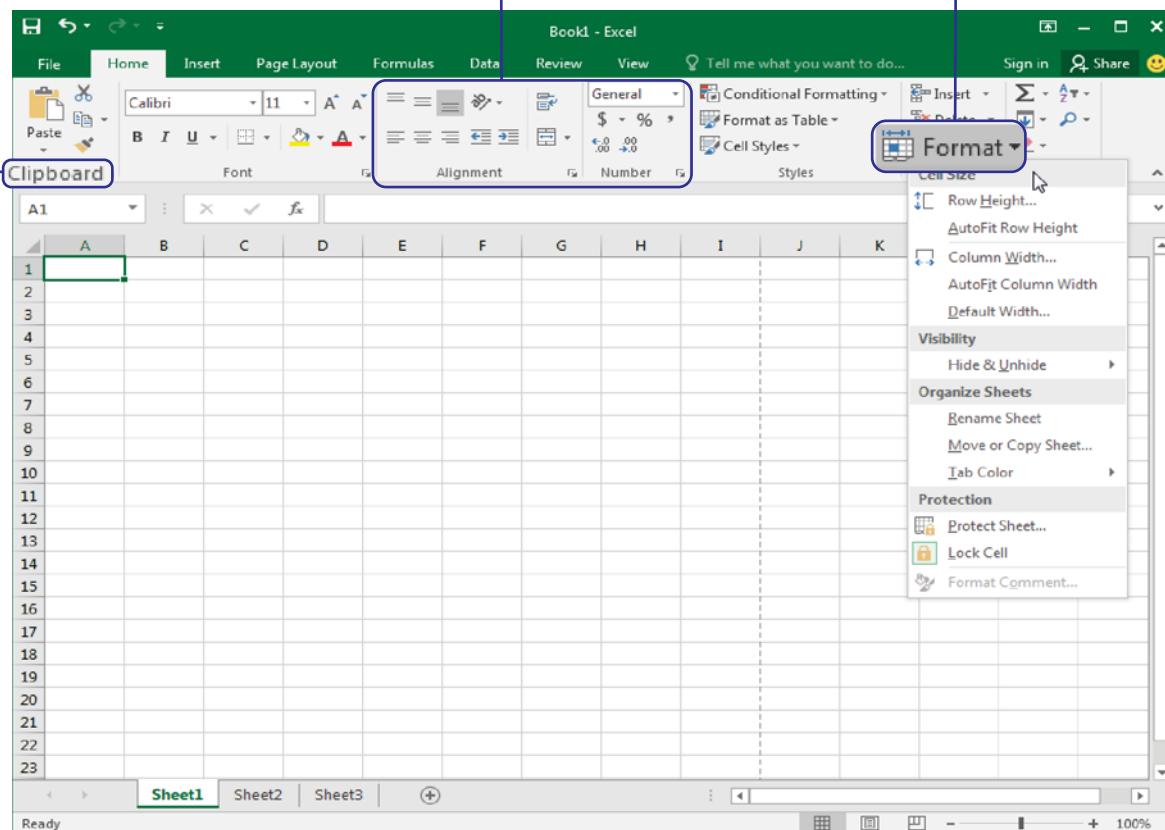 Book1 - Excel
File Home Insert Page Layout Formulas Data Review View Tell me what you want to do... Sign in Share
Paste
Calibri 11 A A
B I U A
General
$ % ,
.0 .00
.00 .0
Conditional Formatting
Format as Table
Cell Styles
Insert
Delete
Format
Σ A Z
Clipboard Font Alignment Number Styles
A1 fx
A B C D E F G H I J K
1
2
3
4
5
6
7
8
9
10
11
12
13
14
15
16
17
18
19
20
21
22
23
Cell Size
Row Height...
AutoFit Row Height
Column Width...
AutoFit Column Width
Default Width...
Visibility
Hide & Unhide
Organize Sheets
Rename Sheet
Move or Copy Sheet...
Tab Color
Protection
Protect Sheet...
Lock Cell
Format Comment...
Sheet1 Sheet2 Sheet3
Ready 100%